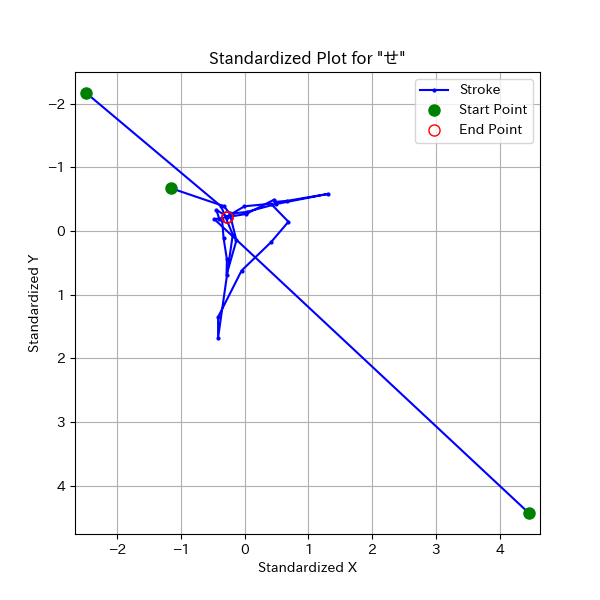 Standardized Plot for "せ"
Stroke
Start Point
End Point
Standardized Y
−2
−1
0
1
2
3
4
−2 −1 0 1 2 3 4
Standardized X